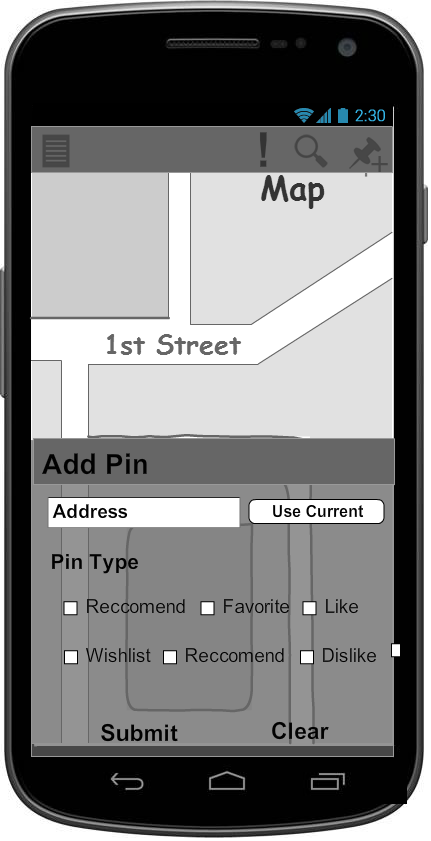 2:30
Map
1st Street
Add Pin
Address Use Current
Pin Type
Reccomend Favorite Like
Wishlist Reccomend Dislike
Submit Clear